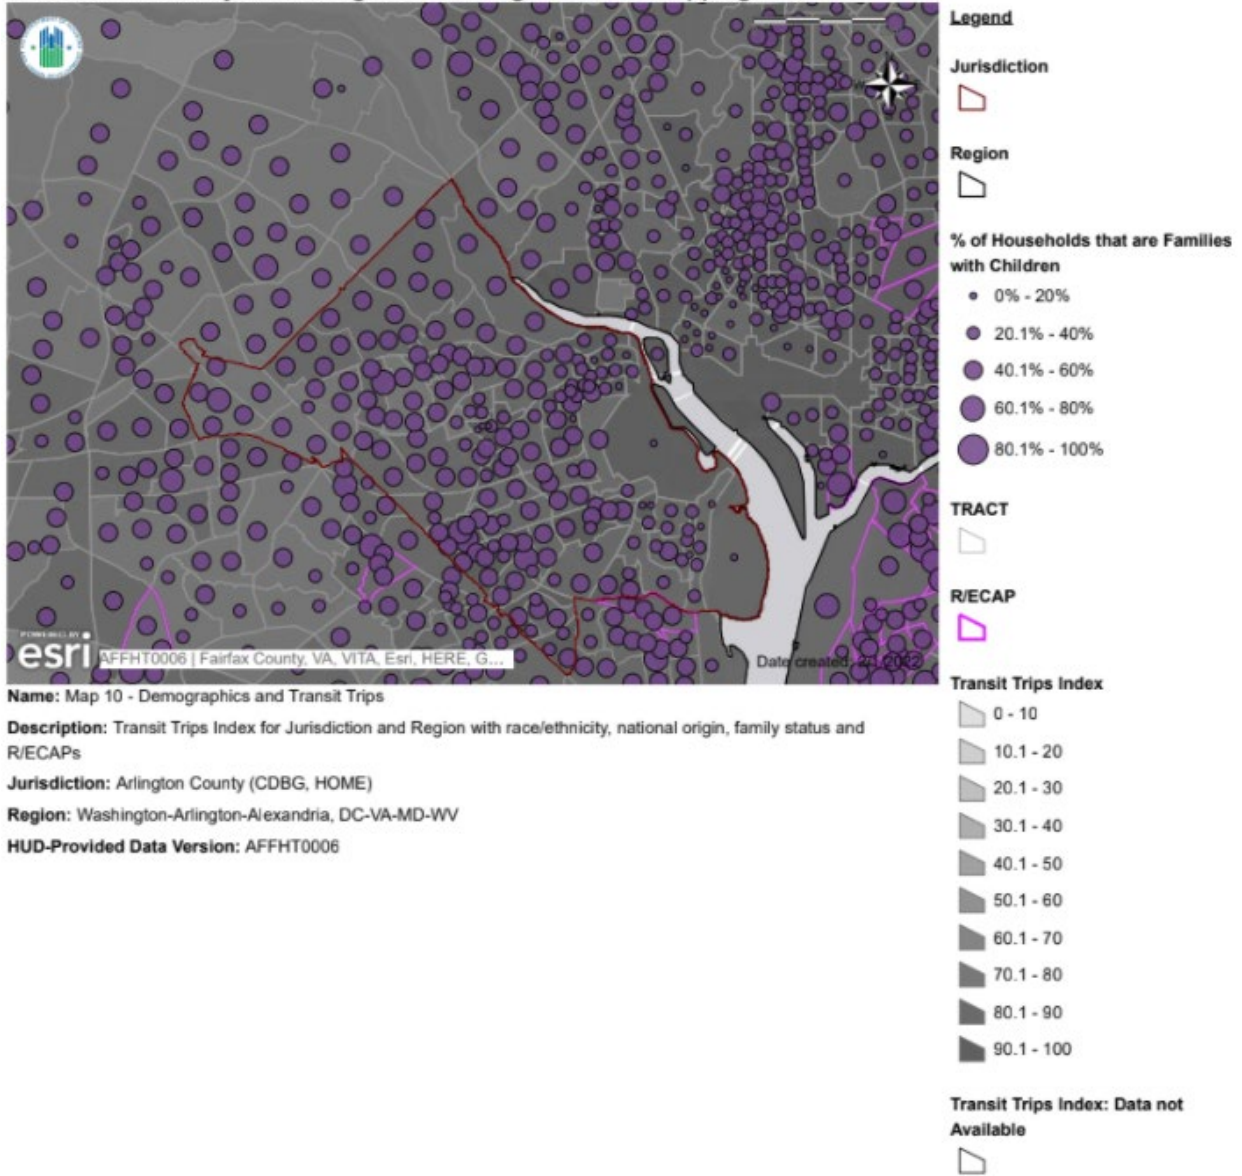 Legend
Jurisdiction
Region
% of Households that are Families
with Children
0% - 20%
20.1% - 40%
40.1% - 60%
60.1% - 80%
80.1% - 100%
TRACT
R/ECAP
Transit Trips Index
0 - 10
10.1 - 20
20.1 - 30
30.1 - 40
40.1 - 50
50.1 - 60
60.1 - 70
70.1 - 80
80.1 - 90
90.1 - 100
Transit Trips Index: Data not
Available
POWERED BY
esri
AFFHT0006 | Fairfax County, VA, VITA, Esri, HERE, G...
Date created:
Name: Map 10 - Demographics and Transit Trips
Description: Transit Trips Index for Jurisdiction and Region with race/ethnicity, national origin, family status and
R/ECAPs
Jurisdiction: Arlington County (CDBG, HOME)
Region: Washington-Arlington-Alexandria, DC-VA-MD-WV
HUD-Provided Data Version: AFFHT0006